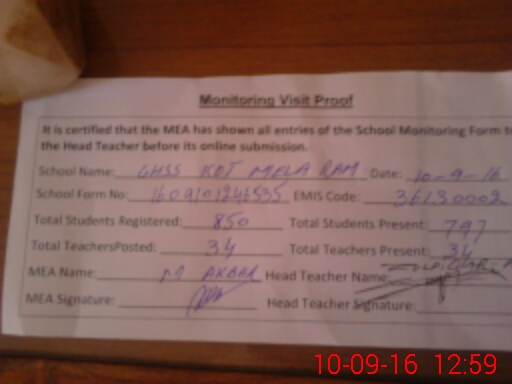 Monitoring Visit Proof
It is certified that the MEA has shown all entries of the School Monitoring Form to
the Head Teacher before its online submission.
School Name: GHSS KOT MELA RAM Date: 10-9-16
School Form No: 1609101246535 EMIS Code: 36130002
Total Students Registered: 850 Total Students Present: 797
Total TeachersPosted: 34 Total Teachers Present: 34
MEA Name: M AKBAR Head Teacher Name:
MEA Signature: Head Teacher Signature:
10-09-16 12:59